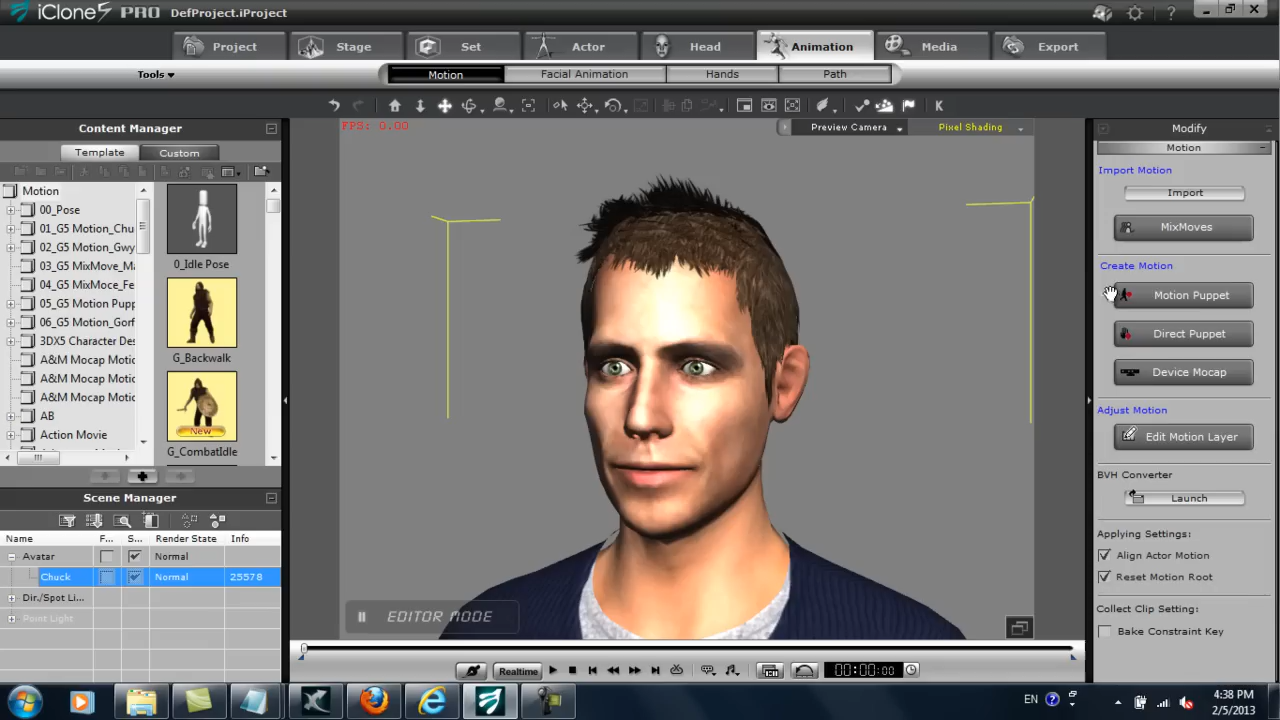 iClone5 PRO DefProject.iProject
Project Stage Set Actor Head Animation Media Export
Tools
Motion Facial Animation Hands Path
Content Manager
Template Custom
Motion
00_Pose
01_G5 Motion_Chu
02_G5 Motion_Gwy
03_G5 MixMove_Ma
04_G5 MixMoce_Fe
05_G5 Motion Pupp
06_G5 Motion_Gorf
3DX5 Character Des
A&M Mocap Moti
A&M Mocap Moti
A&M Mocap Moti
AB
Action Movie
0_Idle Pose
G_Backwalk
New
G_CombatIdle
FPS: 0.00
Preview Camera
Pixel Shading
EDITOR MODE
Modify
Motion
Import Motion
Import
MixMoves
Create Motion
Motion Puppet
Direct Puppet
Device Mocap
Adjust Motion
Edit Motion Layer
BVH Converter
Launch
Applying Settings:
Align Actor Motion
Reset Motion Root
Collect Clip Setting:
Bake Constraint Key
Scene Manager
Name F... S... Render State Info
Avatar Normal
Chuck Normal 25578
Dir./Spot Li...
Point Light
Realtime
00:00:00
EN
4:38 PM
2/5/2013